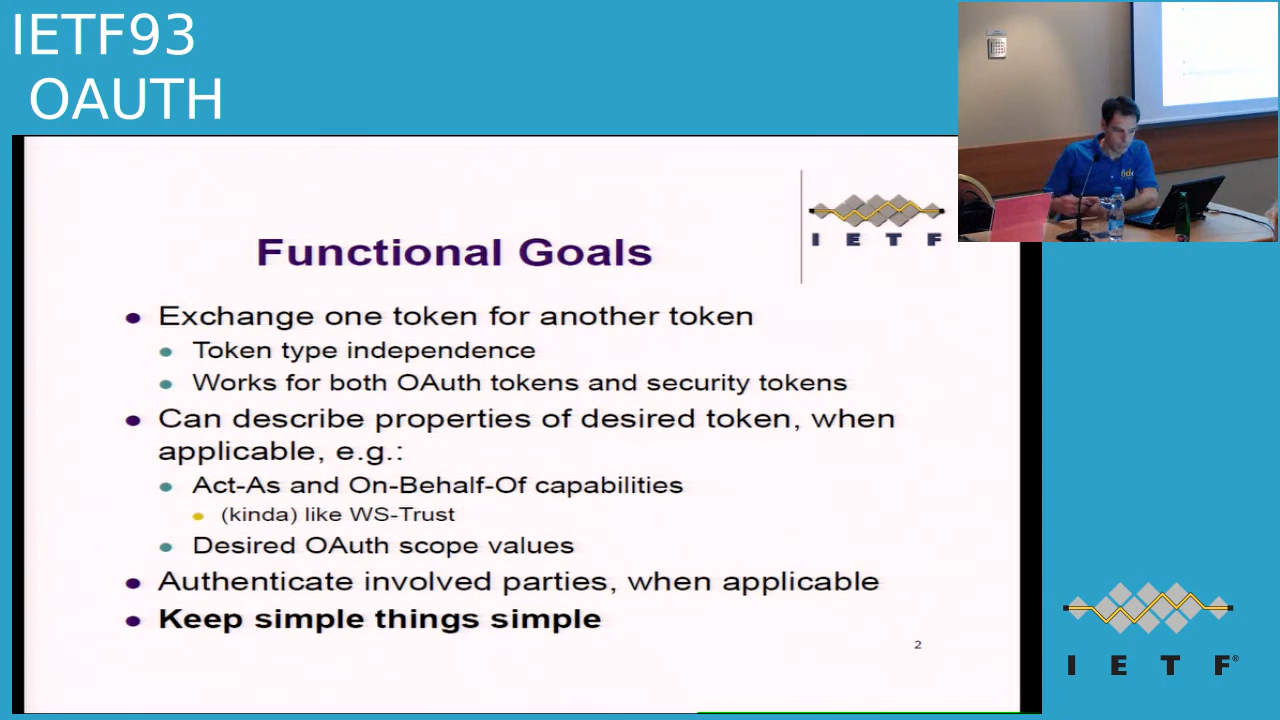 IETF93
OAUTH
I E T F
Functional Goals
Exchange one token for another token
Token type independence
Works for both OAuth tokens and security tokens
Can describe properties of desired token, when
applicable, e.g.:
Act-As and On-Behalf-Of capabilities
(kinda) like WS-Trust
Desired OAuth scope values
Authenticate involved parties, when applicable
Keep simple things simple
2
I E T F®